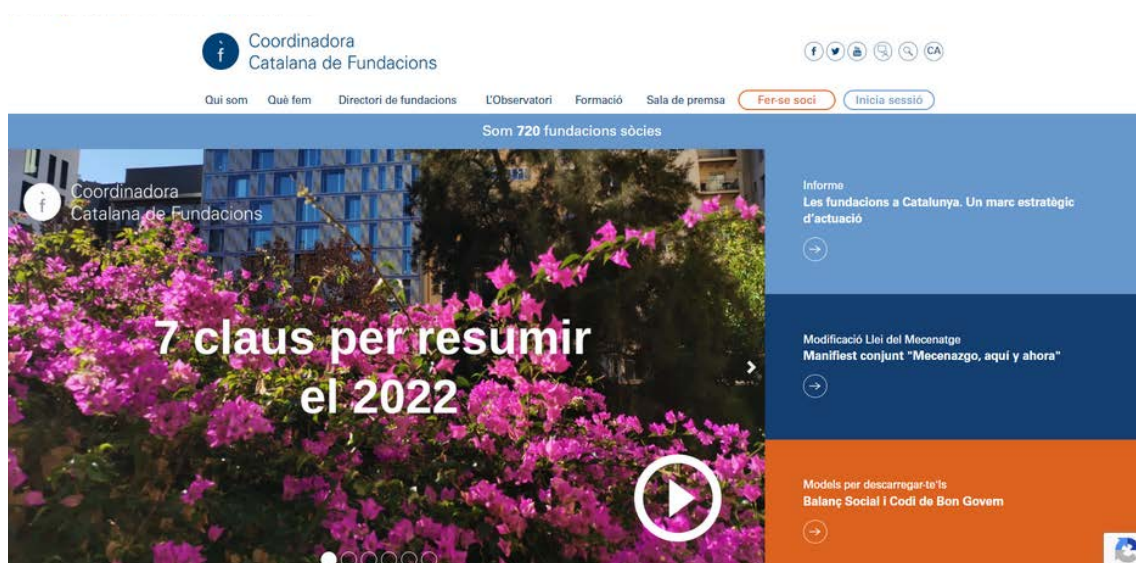 Coordinadora
Catalana de Fundacions
CA
Qui som Què fem Directori de fundacions L'Observatori Formació Sala de premsa Fer-se soci Inicia sessió
Som 720 fundacions sòcies
Coordinadora
Catalana de Fundacions
7 claus per resumir
el 2022
Informe
Les fundacions a Catalunya. Un marc estratègic
d'actuació
Modificació Llei del Mecenatge
Manifiest conjunt "Mecenazgo, aquí y ahora"
Models per descarregar-te'ls
Balanç Social i Codi de Bon Govern